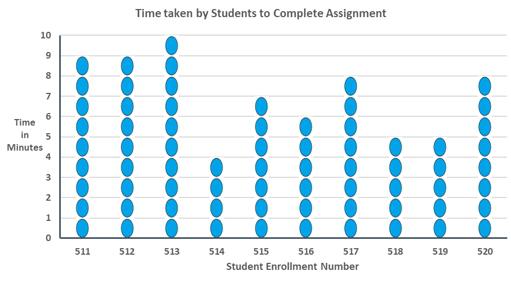 Time taken by Students to Complete Assignment
10
9
8
7
6
5
4
3
2
1
0
Time
in
Minutes
511 512 513 514 515 516 517 518 519 520
Student Enrollment Number